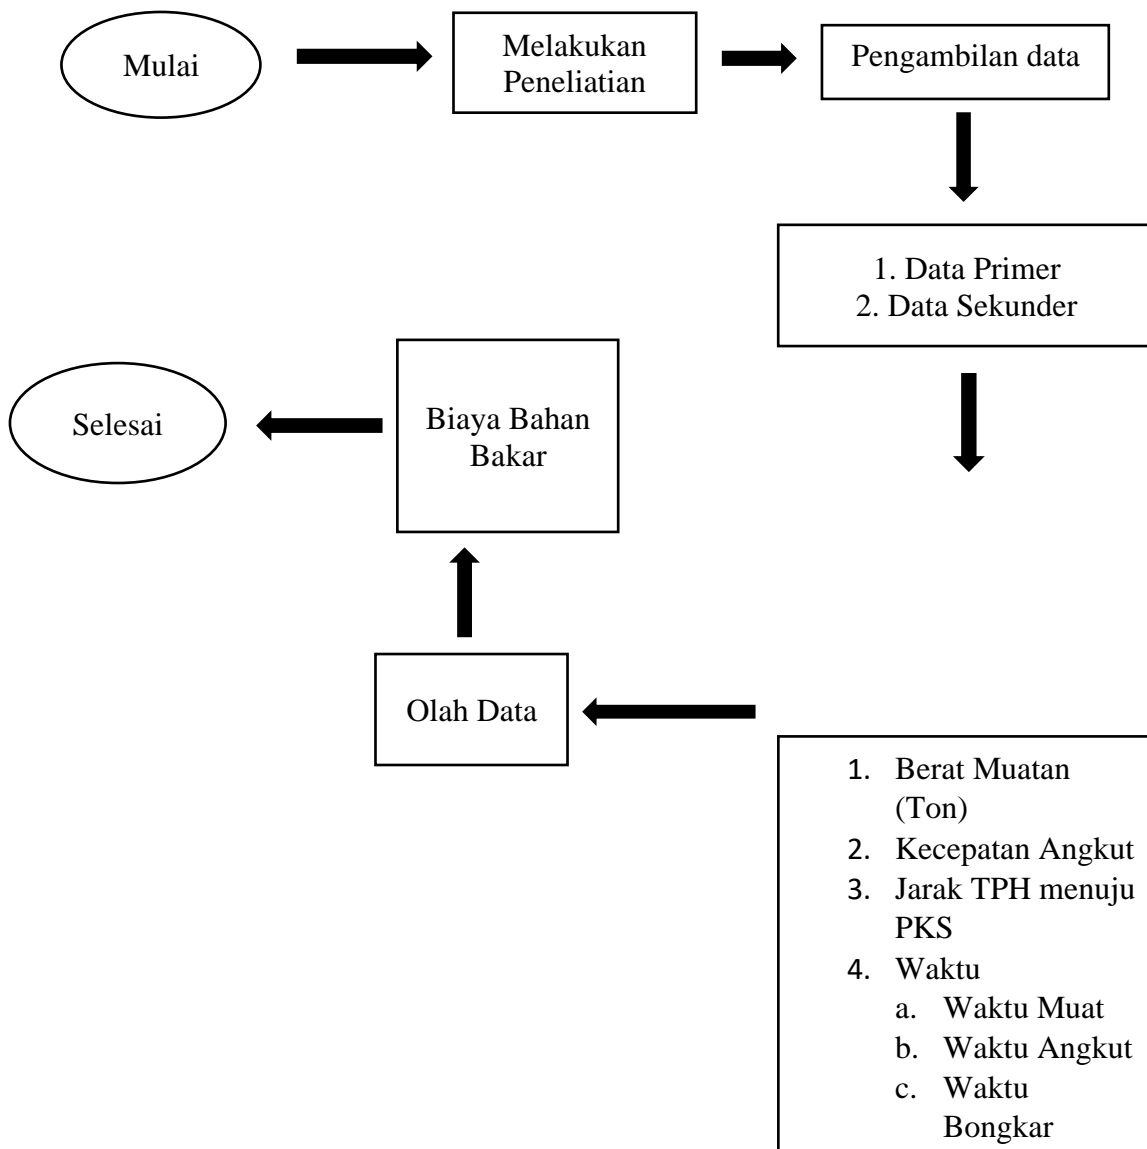 Mulai
Melakukan
Peneliatian
Pengambilan data
1. Data Primer
2. Data Sekunder
Biaya Bahan
Bakar
Selesai
Olah Data
1. Berat Muatan
(Ton)
2. Kecepatan Angkut
3. Jarak TPH menuju
PKS
4. Waktu
a. Waktu Muat
b. Waktu Angkut
c. Waktu
Bongkar